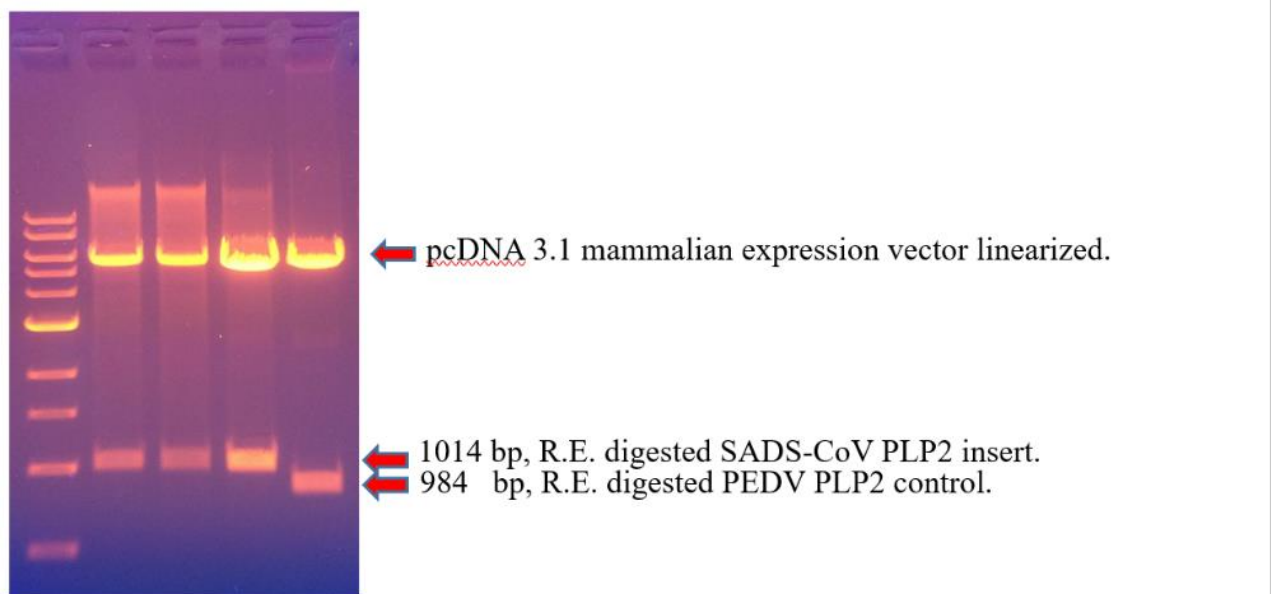 pcDNA 3.1 mammalian expression vector linearized.
1014 bp, R.E. digested SADS-CoV PLP2 insert.
984 bp, R.E. digested PEDV PLP2 control.